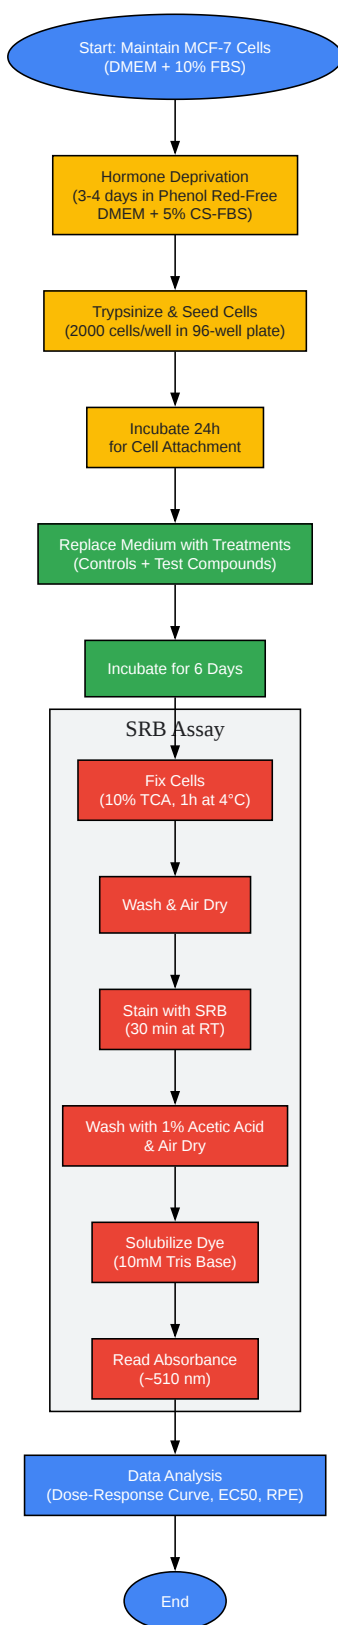 Start: Maintain MCF-7 Cells
(DMEM + 10% FBS)
Hormone Deprivation
(3-4 days in Phenol Red-Free
DMEM + 5% CS-FBS)
Trypsinize & Seed Cells
(2000 cells/well in 96-well plate)
Incubate 24h
for Cell Attachment
Replace Medium with Treatments
(Controls + Test Compounds)
Incubate for 6 Days
SRB Assay
Fix Cells
(10% TCA, 1h at 4°C)
Wash & Air Dry
Stain with SRB
(30 min at RT)
Wash with 1% Acetic Acid
& Air Dry
Solubilize Dye
(10mM Tris Base)
Read Absorbance
(~510 nm)
Data Analysis
(Dose-Response Curve, EC50, RPE)
End